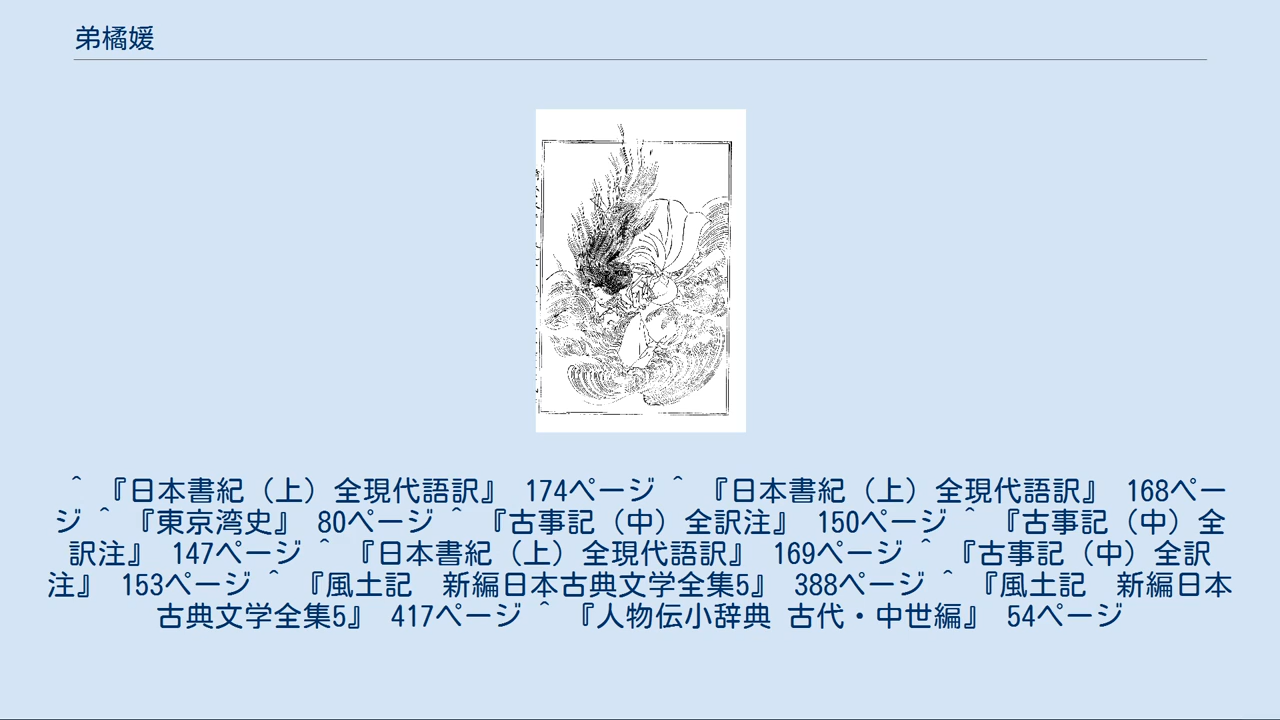 弟橘媛
^ 『日本書紀（上）全現代語訳』 174ページ ^ 『日本書紀（上）全現代語訳』 168ペー
ジ ^ 『東京湾史』 80ページ ^ 『古事記（中）全訳注』 150ページ ^ 『古事記（中）全
訳注』 147ページ ^ 『日本書紀（上）全現代語訳』 169ページ ^ 『古事記（中）全訳
注』 153ページ ^ 『風土記　新編日本古典文学全集5』 388ページ ^ 『風土記　新編日本
古典文学全集5』 417ページ ^ 『人物伝小辞典 古代・中世編』 54ページ